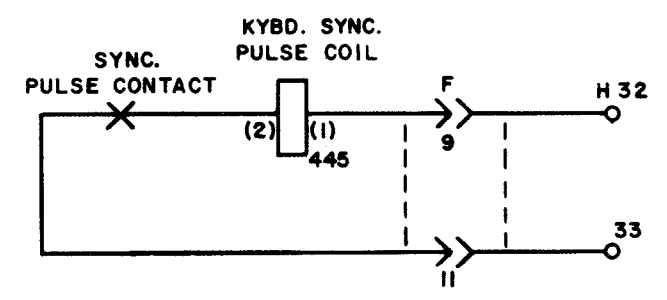 KYBD. SYNC.
PULSE COIL
SYNC.
PULSE CONTACT
F
H 32
(2)
(1)
9
445
33
11